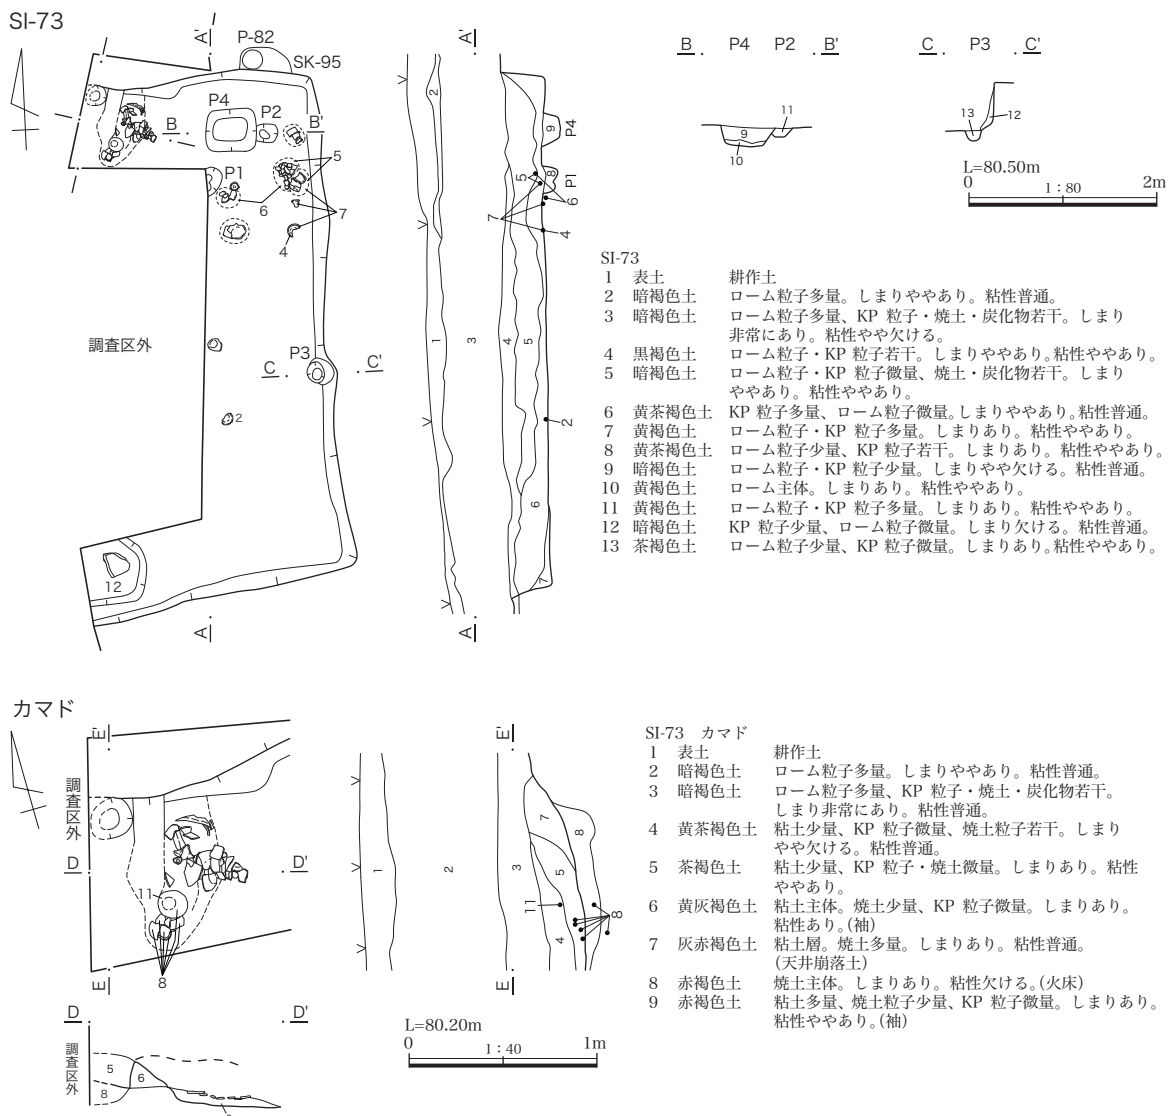 SI-73
A'
P-82
SK-95
P4
P2
B
B'
5
P1
6
7
4
調査区外
P3
C
C'
2
12
A
A'
2
9
P4
8
P1
5
6
7
4
1
3
4
5
2
6
7
A
B P4 P2 B'
11
9
10
C P3 C'
13
12
L=80.50m
0 1:80 2m
SI-73
1 表土 耕作土
2 暗褐色土 ローム粒子多量。しまりややあり。粘性普通。
3 暗褐色土 ローム粒子多量、KP 粒子・焼土・炭化物若干。しまり
非常にあり。粘性やや欠ける。
4 黒褐色土 ローム粒子・KP 粒子若干。しまりややあり。粘性ややあり。
5 暗褐色土 ローム粒子・KP 粒子微量、焼土・炭化物若干。しまり
ややあり。粘性ややあり。
6 黄茶褐色土 KP 粒子多量、ローム粒子微量。しまりややあり。粘性普通。
7 黄褐色土 ローム粒子・KP 粒子多量。しまりあり。粘性ややあり。
8 黄茶褐色土 ローム粒子少量、KP 粒子若干。しまりあり。粘性ややあり。
9 暗褐色土 ローム粒子・KP 粒子少量。しまりやや欠ける。粘性普通。
10 黄褐色土 ローム主体。しまりあり。粘性ややあり。
11 黄褐色土 ローム粒子・KP 粒子多量。しまりあり。粘性ややあり。
12 暗褐色土 KP 粒子少量、ローム粒子微量。しまり欠ける。粘性普通。
13 茶褐色土 ローム粒子少量、KP 粒子微量。しまりあり。粘性ややあり。
カマド
E'
調査区外
D
D'
11
8
E
E'
1
2
3
7
8
5
11
4
8
E
D D'
調査区外
5
6
8
L=80.20m
0 1:40 1m
SI-73 カマド
1 表土 耕作土
2 暗褐色土 ローム粒子多量。しまりややあり。粘性普通。
3 暗褐色土 ローム粒子多量、KP 粒子・焼土・炭化物若干。
しまり非常にあり。粘性普通。
4 黄茶褐色土 粘土少量、KP 粒子微量、焼土粒子若干。しまり
やや欠ける。粘性普通。
5 茶褐色土 粘土少量、KP 粒子・焼土微量。しまりあり。粘性
ややあり。
6 黄灰褐色土 粘土主体。焼土少量、KP 粒子微量。しまりあり。
粘性あり。(袖)
7 灰赤褐色土 粘土層。焼土多量。しまりあり。粘性普通。
(天井崩落土)
8 赤褐色土 焼土主体。しまりあり。粘性欠ける。(火床)
9 赤褐色土 粘土多量、焼土粒子少量、KP 粒子微量。しまりあり。
粘性ややあり。(袖)